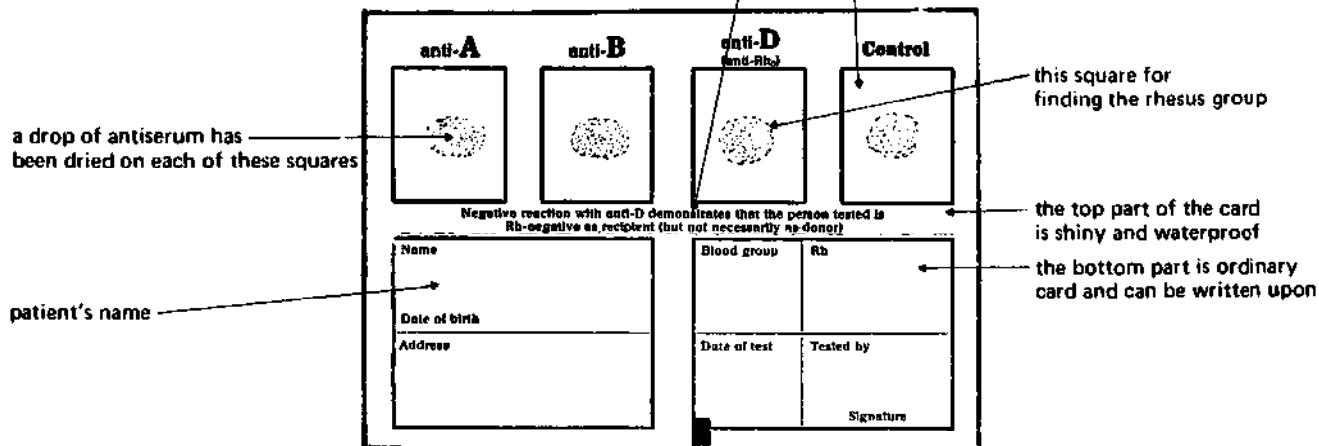 anti-A
anti-B
anti-D
(anti-Rh₀)
Control
this square for
finding the rhesus group
a drop of antiserum has
been dried on each of these squares
Negative reaction with anti-D demonstrates that the person tested is
Rh-negative as recipient (but not necessarily as donor)
the top part of the card
is shiny and waterproof
Name
Blood group
Rh
the bottom part is ordinary
card and can be written upon
patient's name
Date of birth
Address
Date of test
Tested by
Signature